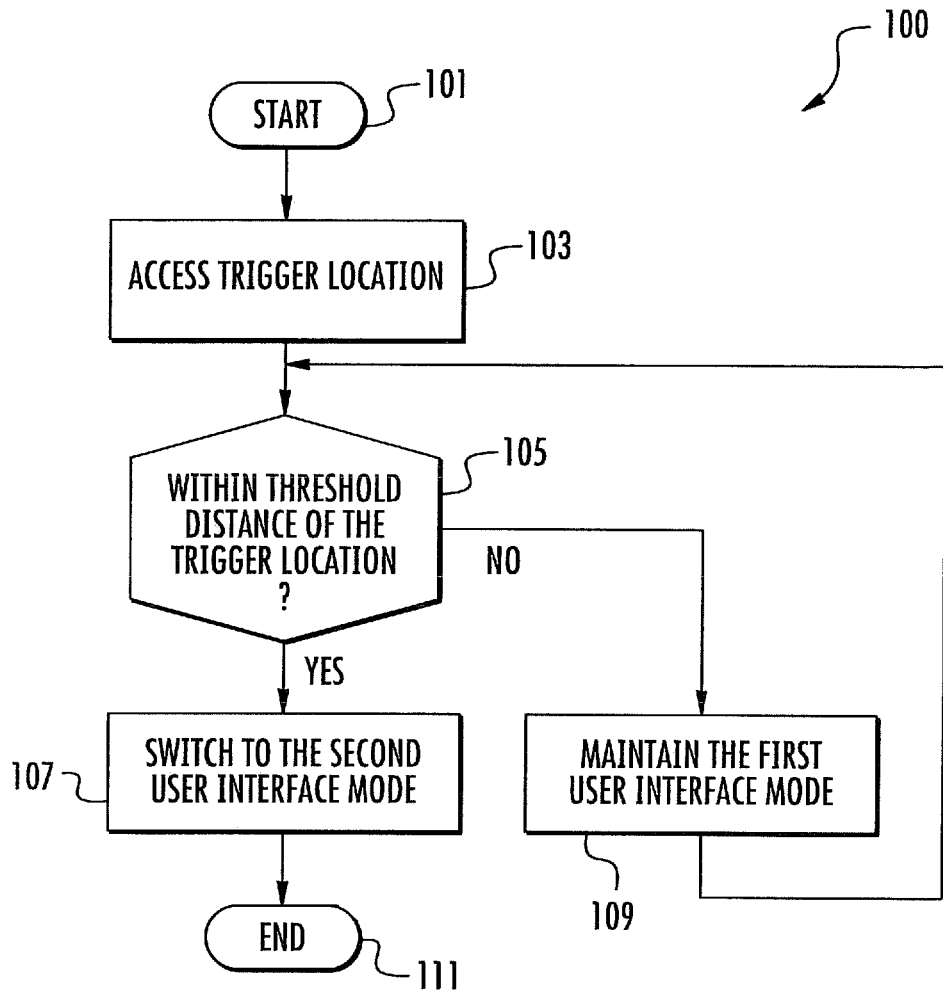 100
START
101
ACCESS TRIGGER LOCATION
103
WITHIN THRESHOLD
DISTANCE OF THE
TRIGGER LOCATION
?
105
NO
YES
SWITCH TO THE SECOND
USER INTERFACE MODE
107
MAINTAIN THE FIRST
USER INTERFACE MODE
109
END
111